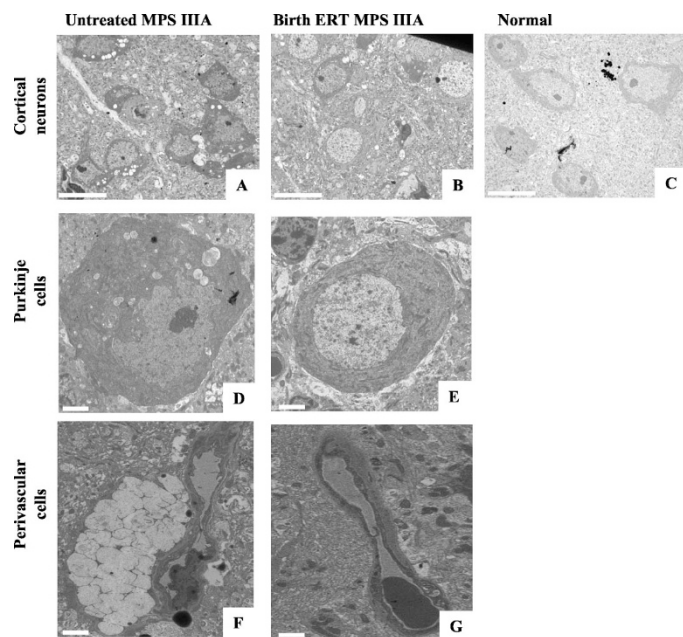 Untreated MPS IIIA
Birth ERT MPS IIIA
Normal
Cortical
neurons
A
B
C
Purkinje
cells
D
E
Perivascular
cells
F
G